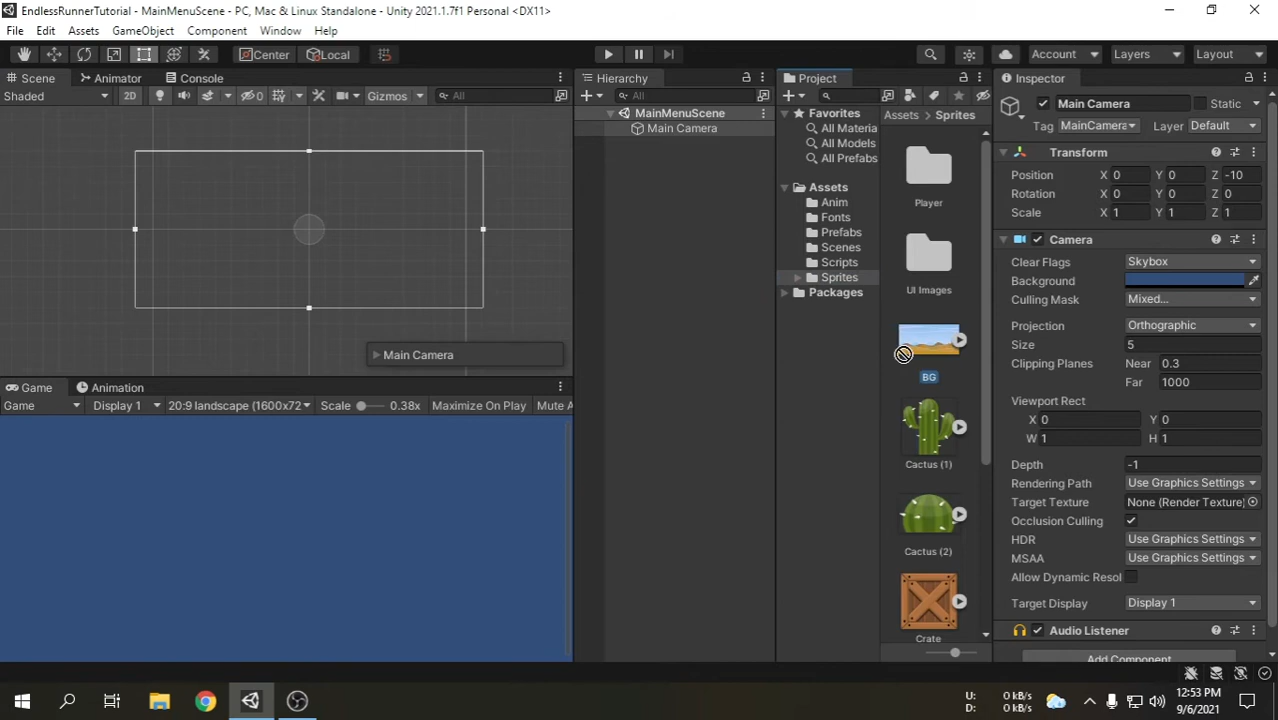 EndlessRunnerTutorial - MainMenuScene - PC, Mac & Linux Standalone - Unity 2021.1.7f1 Personal <DX11>
File Edit Assets GameObject Component Window Help
Center Local Account Layers Layout
Scene Animator Console
Shaded 2D 0 Gizmos All
Main Camera
Game Animation
Game Display 1 20:9 landscape (1600x72 Scale 0.38x Maximize On Play Mute A
Hierarchy
All
MainMenuScene
Main Camera
Project
Favorites
All Materia
All Models
All Prefabs
Assets
Anim
Fonts
Prefabs
Scenes
Scripts
Sprites
Packages
Assets > Sprites
Player
UI Images
BG
Cactus (1)
Cactus (2)
Crate
Inspector
Main Camera Static
Tag MainCamera Layer Default
Transform
Position X 0 Y 0 Z -10
Rotation X 0 Y 0 Z 0
Scale X 1 Y 1 Z 1
Camera
Clear Flags Skybox
Background
Culling Mask Mixed...
Projection Orthographic
Size 5
Clipping Planes Near 0.3
Far 1000
Viewport Rect
X 0 Y 0
W 1 H 1
Depth -1
Rendering Path Use Graphics Settings
Target Texture None (Render Texture)
Occlusion Culling
HDR Use Graphics Settings
MSAA Use Graphics Settings
Allow Dynamic Resol
Target Display Display 1
Audio Listener
Add Component
U: 0 kB/s
D: 0 kB/s
12:53 PM
9/6/2021